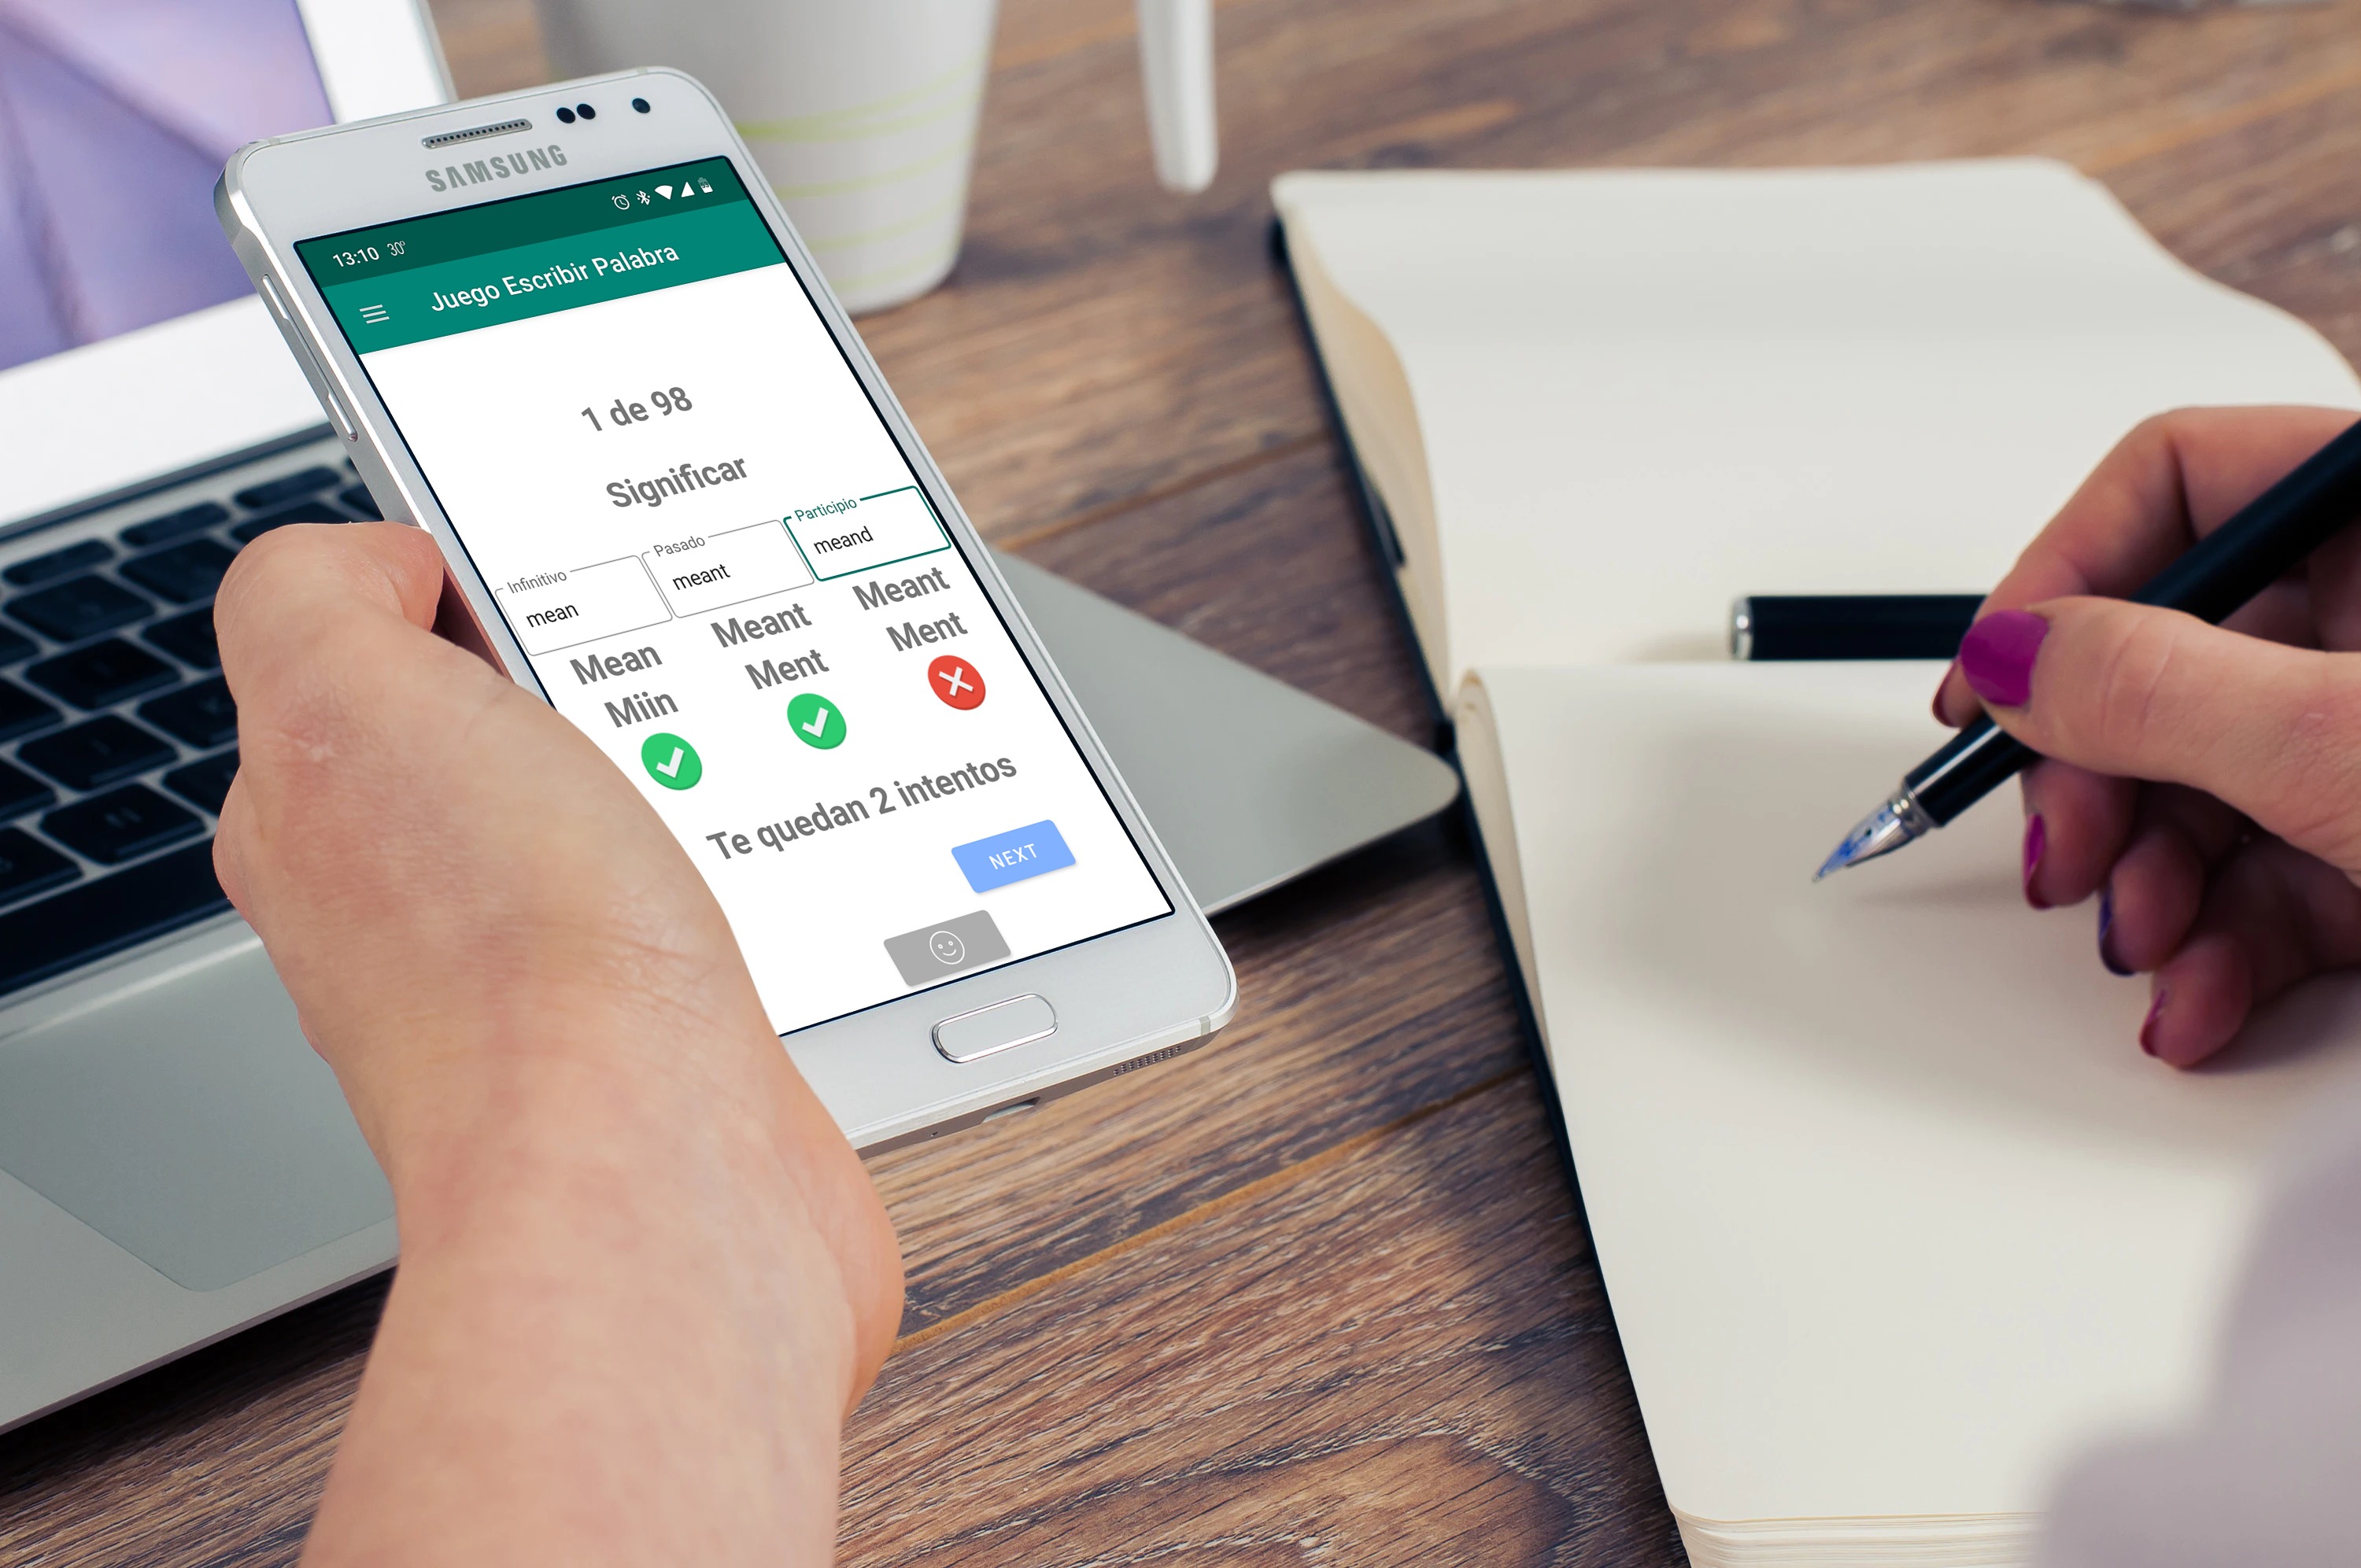 SAMSUNG
13:10 30°
Juego Escribir Palabra
1 de 98
Significar
Infinitivo Pasado Participio
mean meant meand
Mean Meant Meant
Miin Ment Ment
Te quedan 2 intentos
NEXT